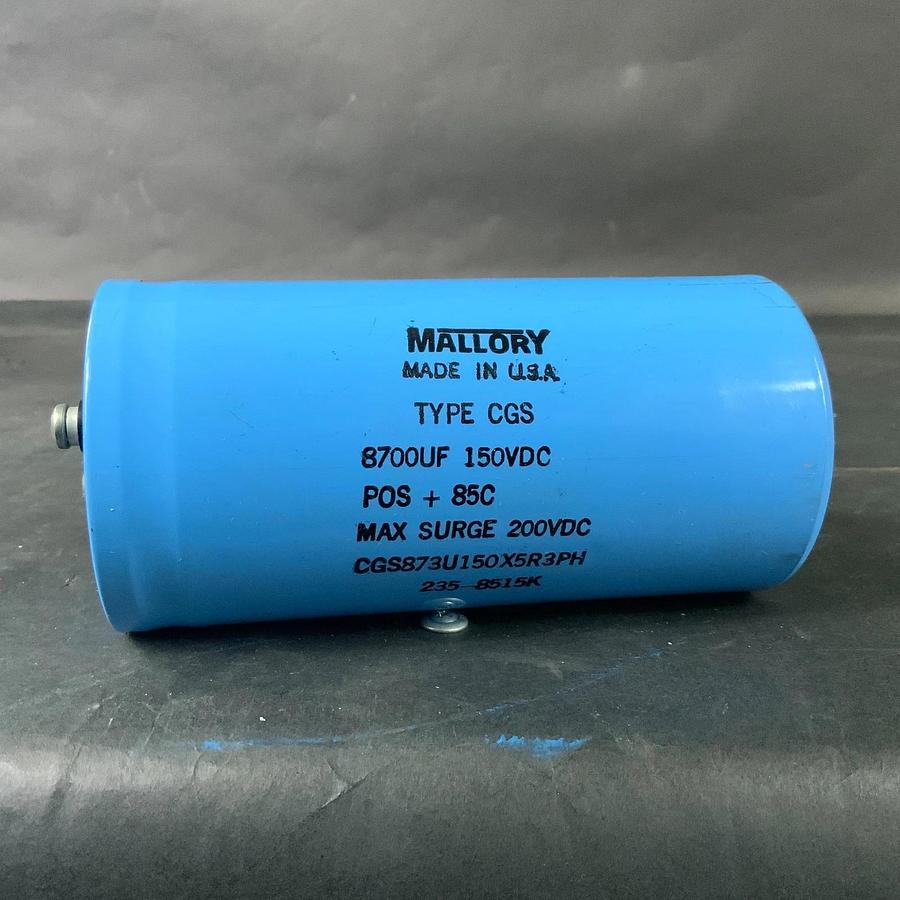 MALLORY
MADE IN U.S.A.
TYPE CGS
8700UF 150VDC
POS + 85C
MAX SURGE 200VDC
CGS873U150X5R3PH
235-8515K